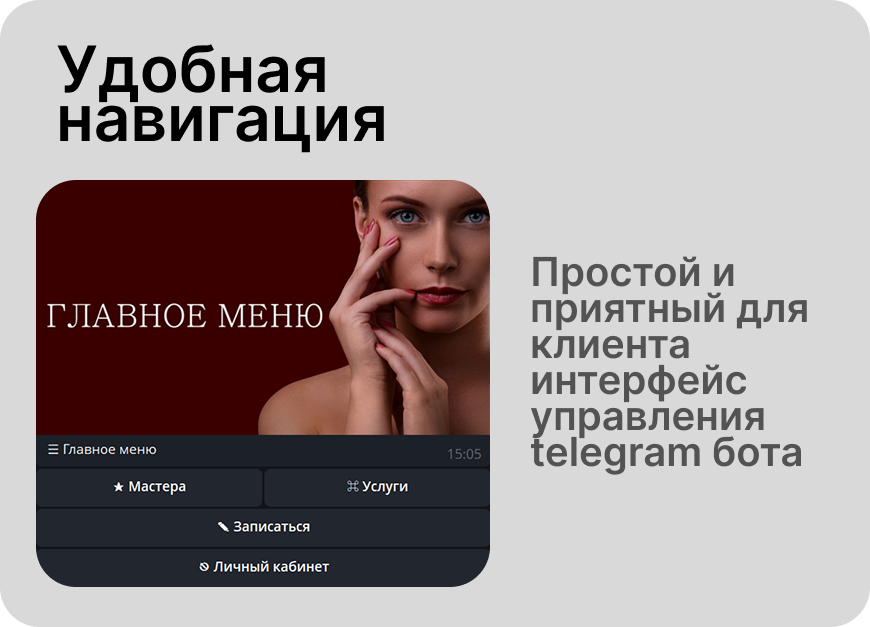 Удобная
навигация
ГЛАВНОЕ МЕНЮ
☰ Главное меню
15:05
★ Мастера
⌘ Услуги
✎ Записаться
⦸ Личный кабинет
Простой и
приятный для
клиента
интерфейс
управления
telegram бота